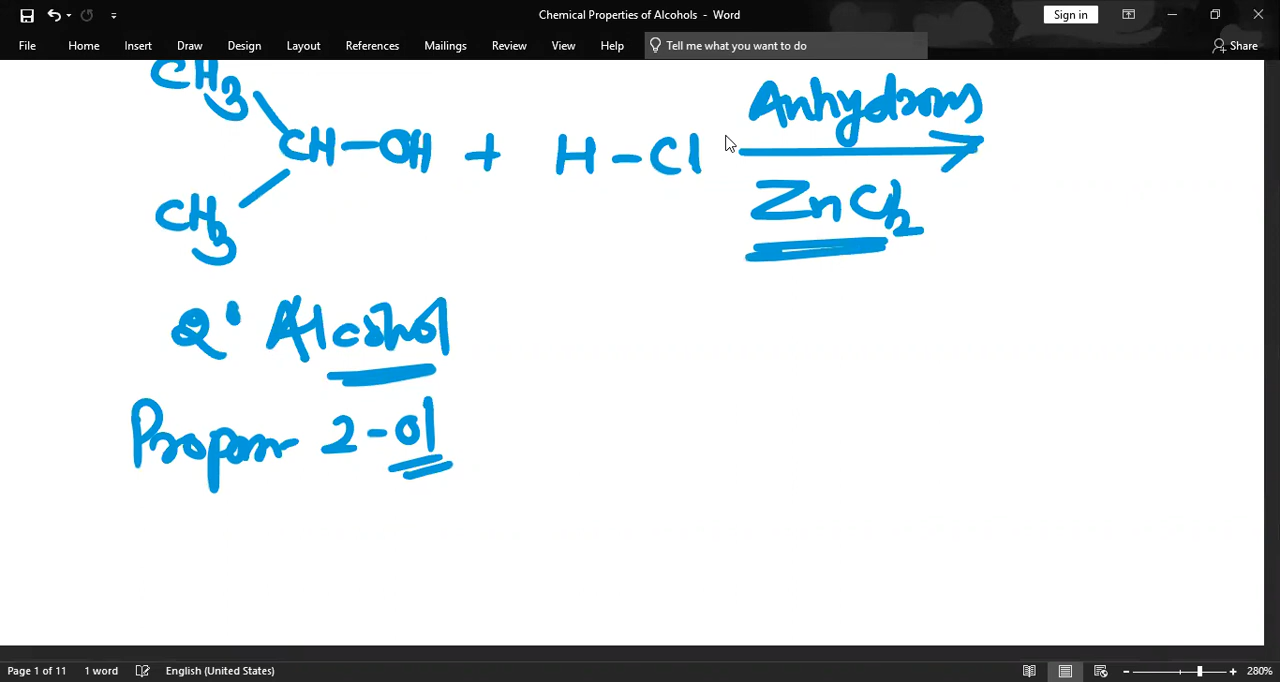 Chemical Properties of Alcohols - Word
Sign in
File Home Insert Draw Design Layout References Mailings Review View Help Tell me what you want to do Share
CH3
Anhydrous
CH-OH + H-Cl
CH3
ZnCl2
2° Alcohol
Propan 2-ol
Page 1 of 11 1 word English (United States) 280%